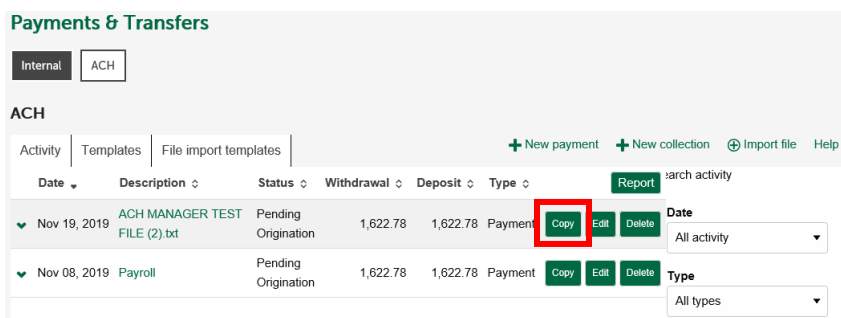 Payments & Transfers
Internal ACH
ACH
Activity Templates File import templates New payment New collection Import file Help
Date Description Status Withdrawal Deposit Type Report earch activity
Nov 19, 2019 ACH MANAGER TEST FILE (2).txt Pending Origination 1,622.78 1,622.78 Payment Copy Edit Delete
Date
All activity
Nov 08, 2019 Payroll Pending Origination 1,622.78 1,622.78 Payment Copy Edit Delete
Type
All types